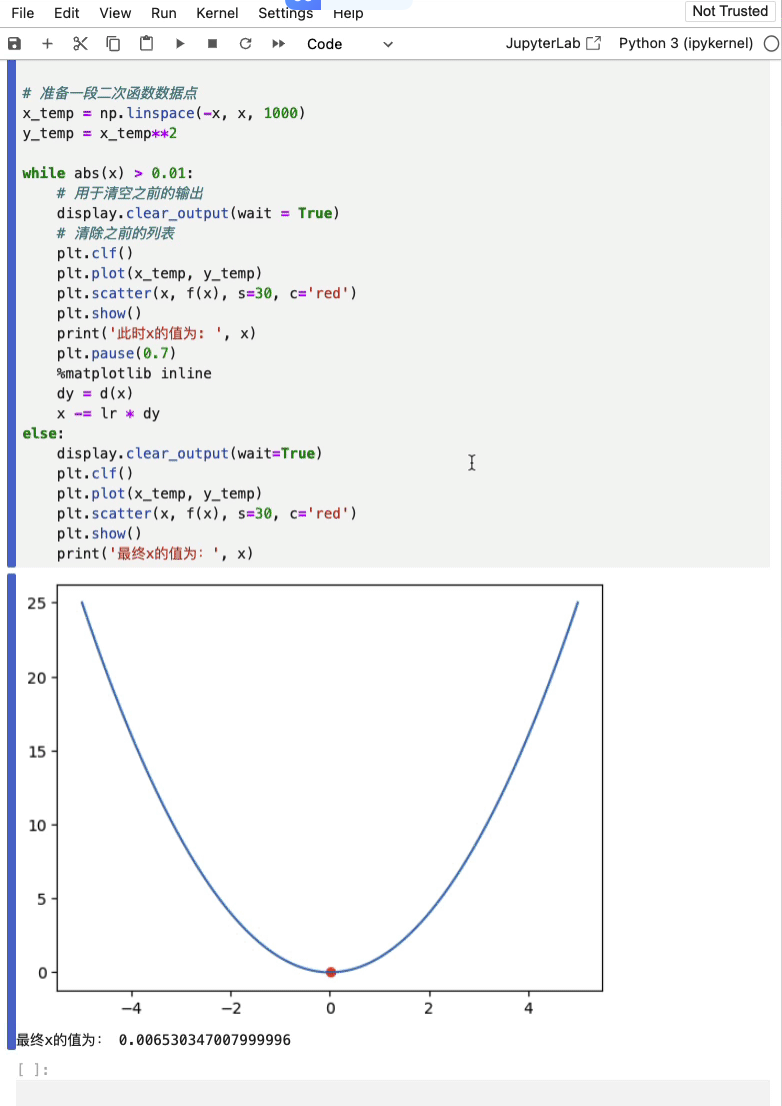 File Edit View Run Kernel Settings Help Not Trusted
Code JupyterLab Python 3 (ipykernel)
# 准备一段二次函数数据点
x_temp = np.linspace(-x, x, 1000)
y_temp = x_temp**2
while abs(x) > 0.01:
# 用于清空之前的输出
display.clear_output(wait = True)
# 清除之前的列表
plt.clf()
plt.plot(x_temp, y_temp)
plt.scatter(x, f(x), s=30, c='red')
plt.show()
print('此时x的值为: ', x)
plt.pause(0.7)
%matplotlib inline
dy = d(x)
x -= lr * dy
else:
display.clear_output(wait=True)
plt.clf()
plt.plot(x_temp, y_temp)
plt.scatter(x, f(x), s=30, c='red')
plt.show()
print('最终x的值为：', x)
25
20
15
10
5
0
−4 −2 0 2 4
最终x的值为： 0.006530347007999996
[ ]: